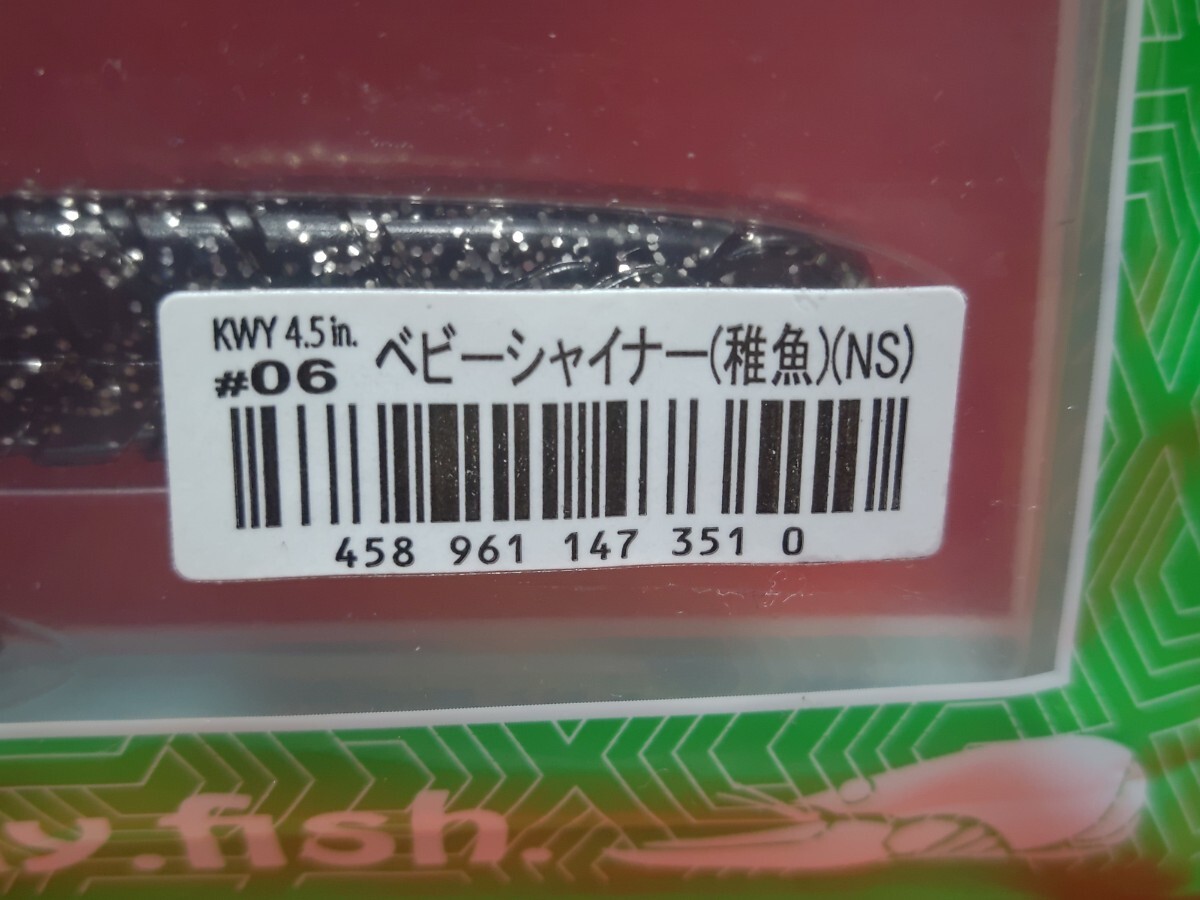 KWY 4.5 in.
#06 ベビーシャイナー(稚魚)(NS)
458 961 147 351 0
y.fish.